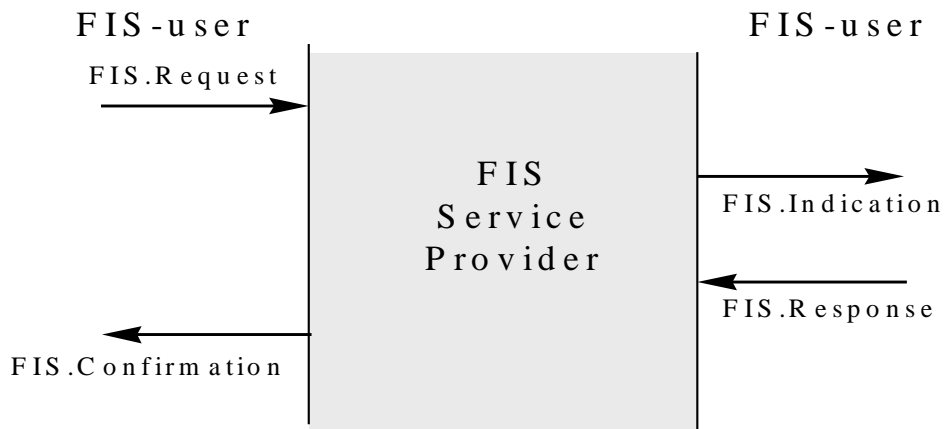 FIS-user
FIS-user
FIS.Request
FIS
Service
Provider
FIS.Indication
FIS.Response
FIS.Confirmation